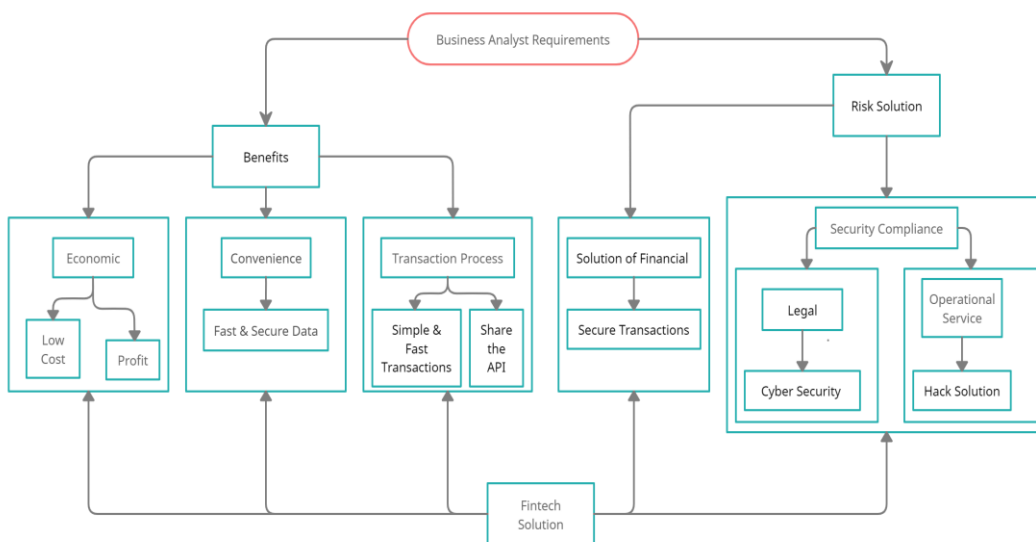 Business Analyst Requirements
Risk Solution
Benefits
Economic
Low
Cost
Profit
Convenience
Fast & Secure Data
Transaction Process
Simple &
Fast
Transactions
Share
the
API
Solution of Financial
Secure Transactions
Security Compliance
Legal
Cyber Security
Operational
Service
Hack Solution
Fintech
Solution